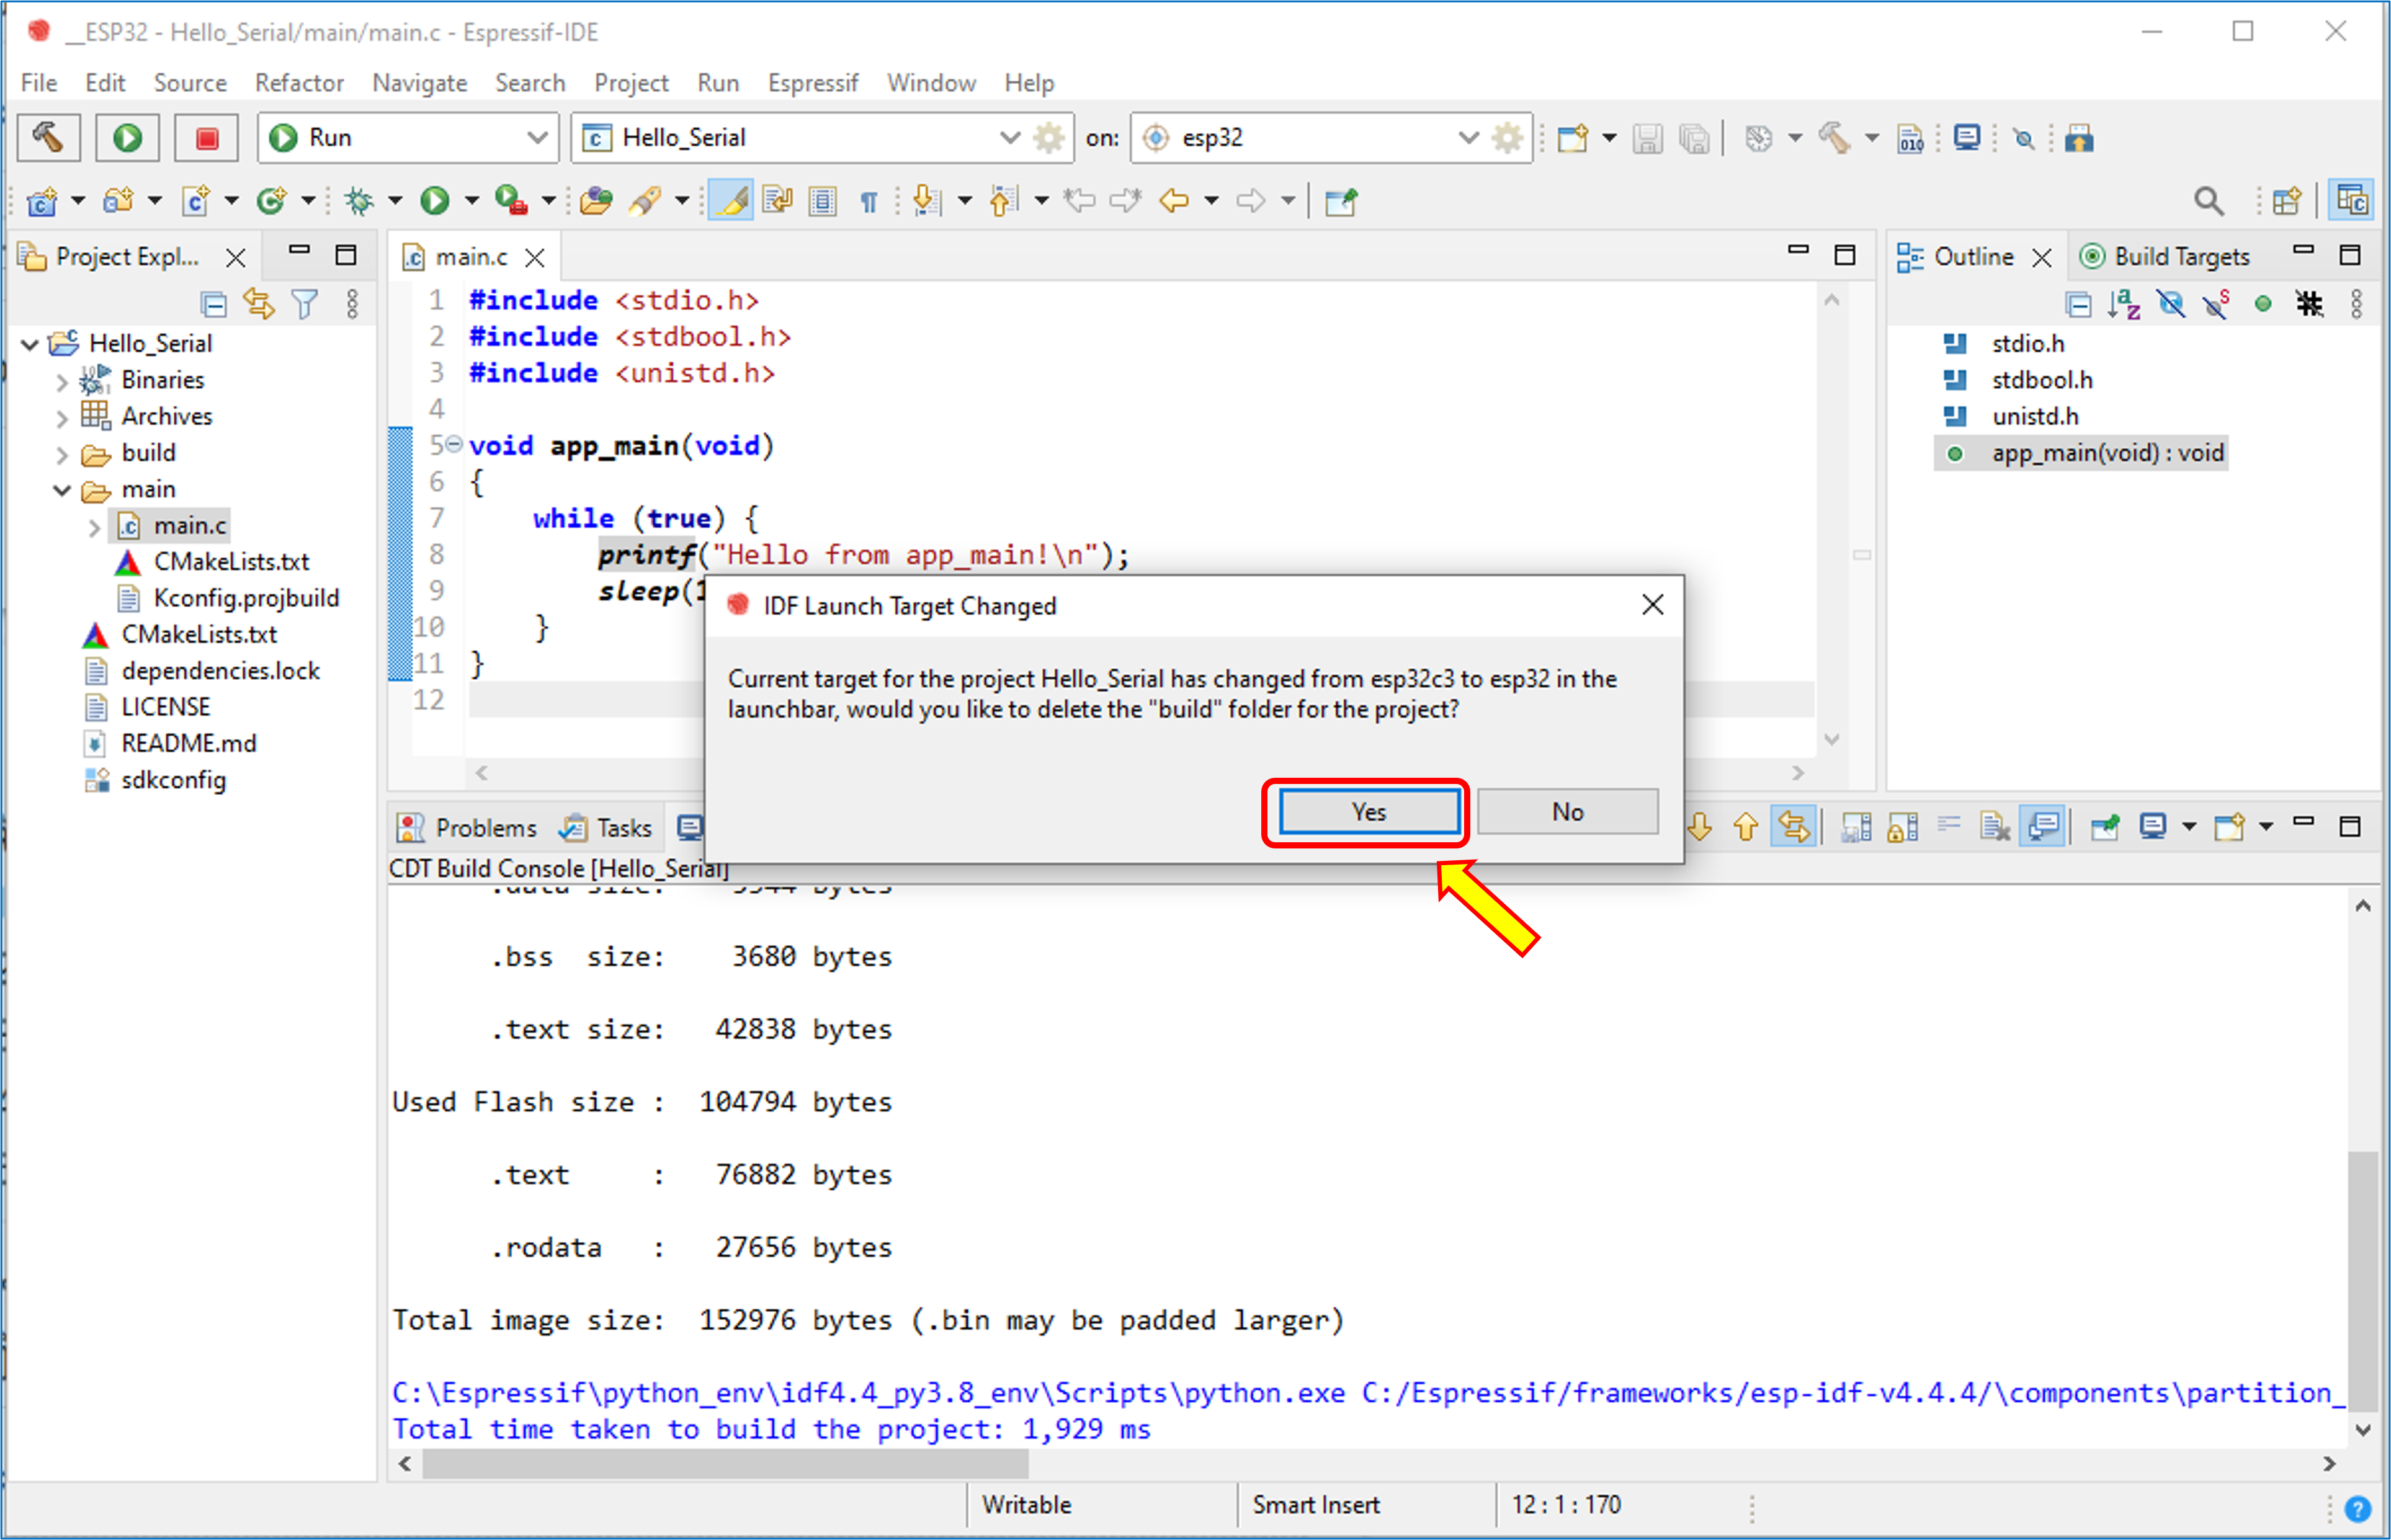 __ESP32 - Hello_Serial/main/main.c - Espressif-IDE
File Edit Source Refactor Navigate Search Project Run Espressif Window Help
Run Hello_Serial on: esp32
Project Expl...
Hello_Serial
Binaries
Archives
build
main
main.c
CMakeLists.txt
Kconfig.projbuild
CMakeLists.txt
dependencies.lock
LICENSE
README.md
sdkconfig
main.c
1 #include <stdio.h>
2 #include <stdbool.h>
3 #include <unistd.h>
4
5 void app_main(void)
6 {
7 while (true) {
8 printf("Hello from app_main!\n");
9 sleep(1
10 }
11 }
12
Outline Build Targets
stdio.h
stdbool.h
unistd.h
app_main(void) : void
IDF Launch Target Changed
Current target for the project Hello_Serial has changed from esp32c3 to esp32 in the
launchbar, would you like to delete the "build" folder for the project?
Yes No
Problems Tasks
CDT Build Console [Hello_Serial]
.data size: 5544 bytes
.bss size: 3680 bytes
.text size: 42838 bytes
Used Flash size : 104794 bytes
.text : 76882 bytes
.rodata : 27656 bytes
Total image size: 152976 bytes (.bin may be padded larger)
C:\Espressif\python_env\idf4.4_py3.8_env\Scripts\python.exe C:/Espressif/frameworks/esp-idf-v4.4.4/\components\partition_
Total time taken to build the project: 1,929 ms
Writable Smart Insert 12 : 1 : 170